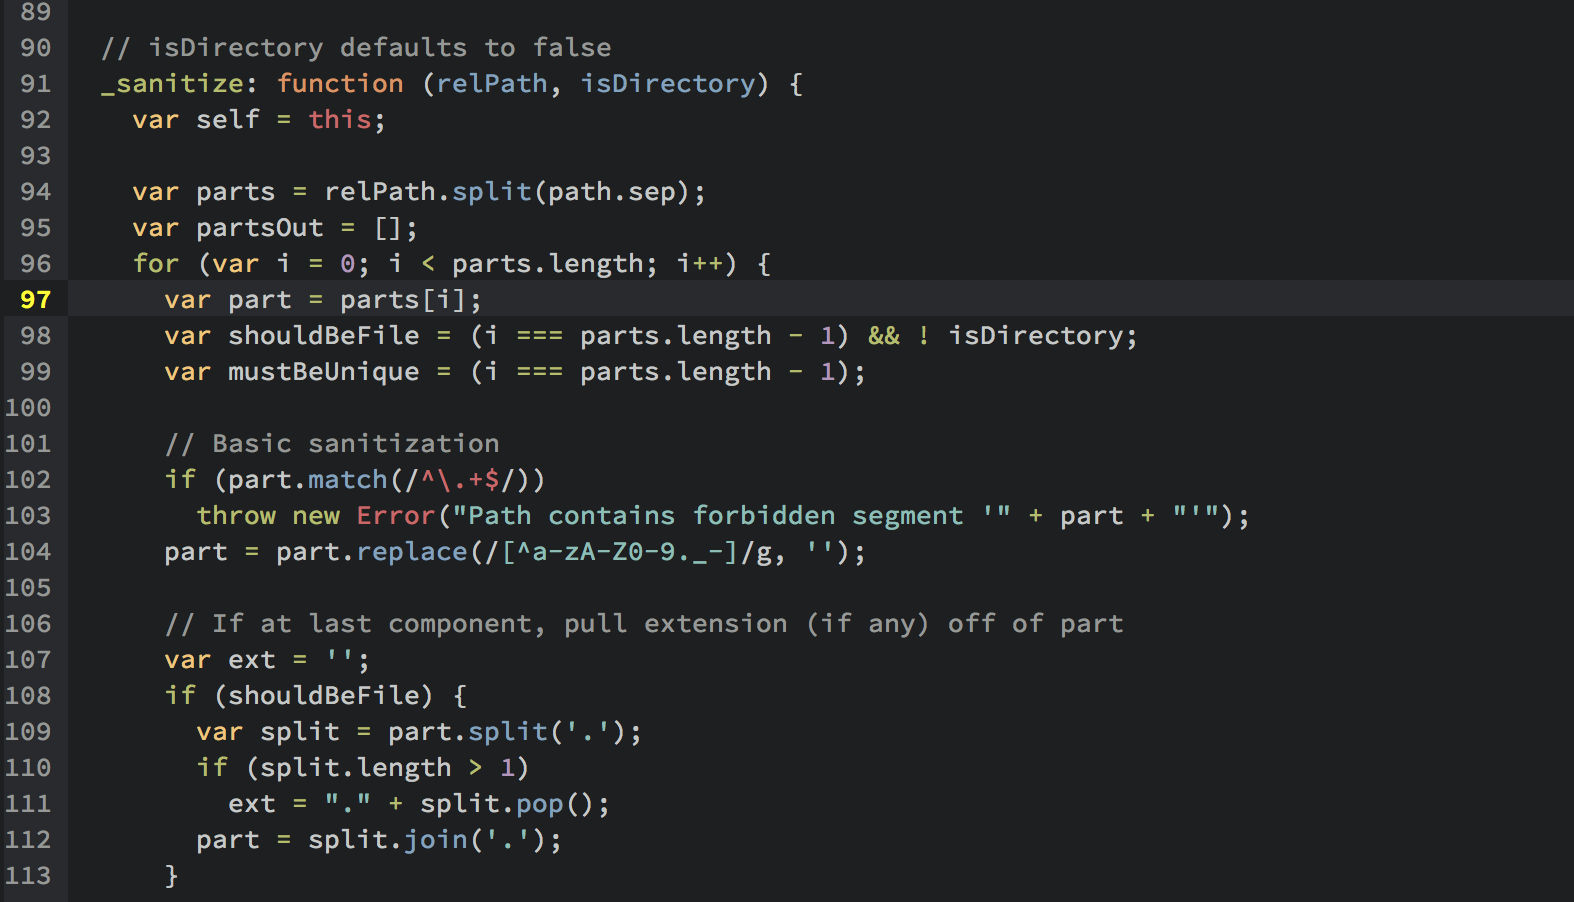 89
90 // isDirectory defaults to false
91 _sanitize: function (relPath, isDirectory) {
92 var self = this;
93
94 var parts = relPath.split(path.sep);
95 var partsOut = [];
96 for (var i = 0; i < parts.length; i++) {
97 var part = parts[i];
98 var shouldBeFile = (i === parts.length - 1) && ! isDirectory;
99 var mustBeUnique = (i === parts.length - 1);
100
101 // Basic sanitization
102 if (part.match(/^\.+$/))
103 throw new Error("Path contains forbidden segment '" + part + "'");
104 part = part.replace(/[^a-zA-Z0-9._-]/g, '');
105
106 // If at last component, pull extension (if any) off of part
107 var ext = '';
108 if (shouldBeFile) {
109 var split = part.split('.');
110 if (split.length > 1)
111 ext = "." + split.pop();
112 part = split.join('.');
113 }